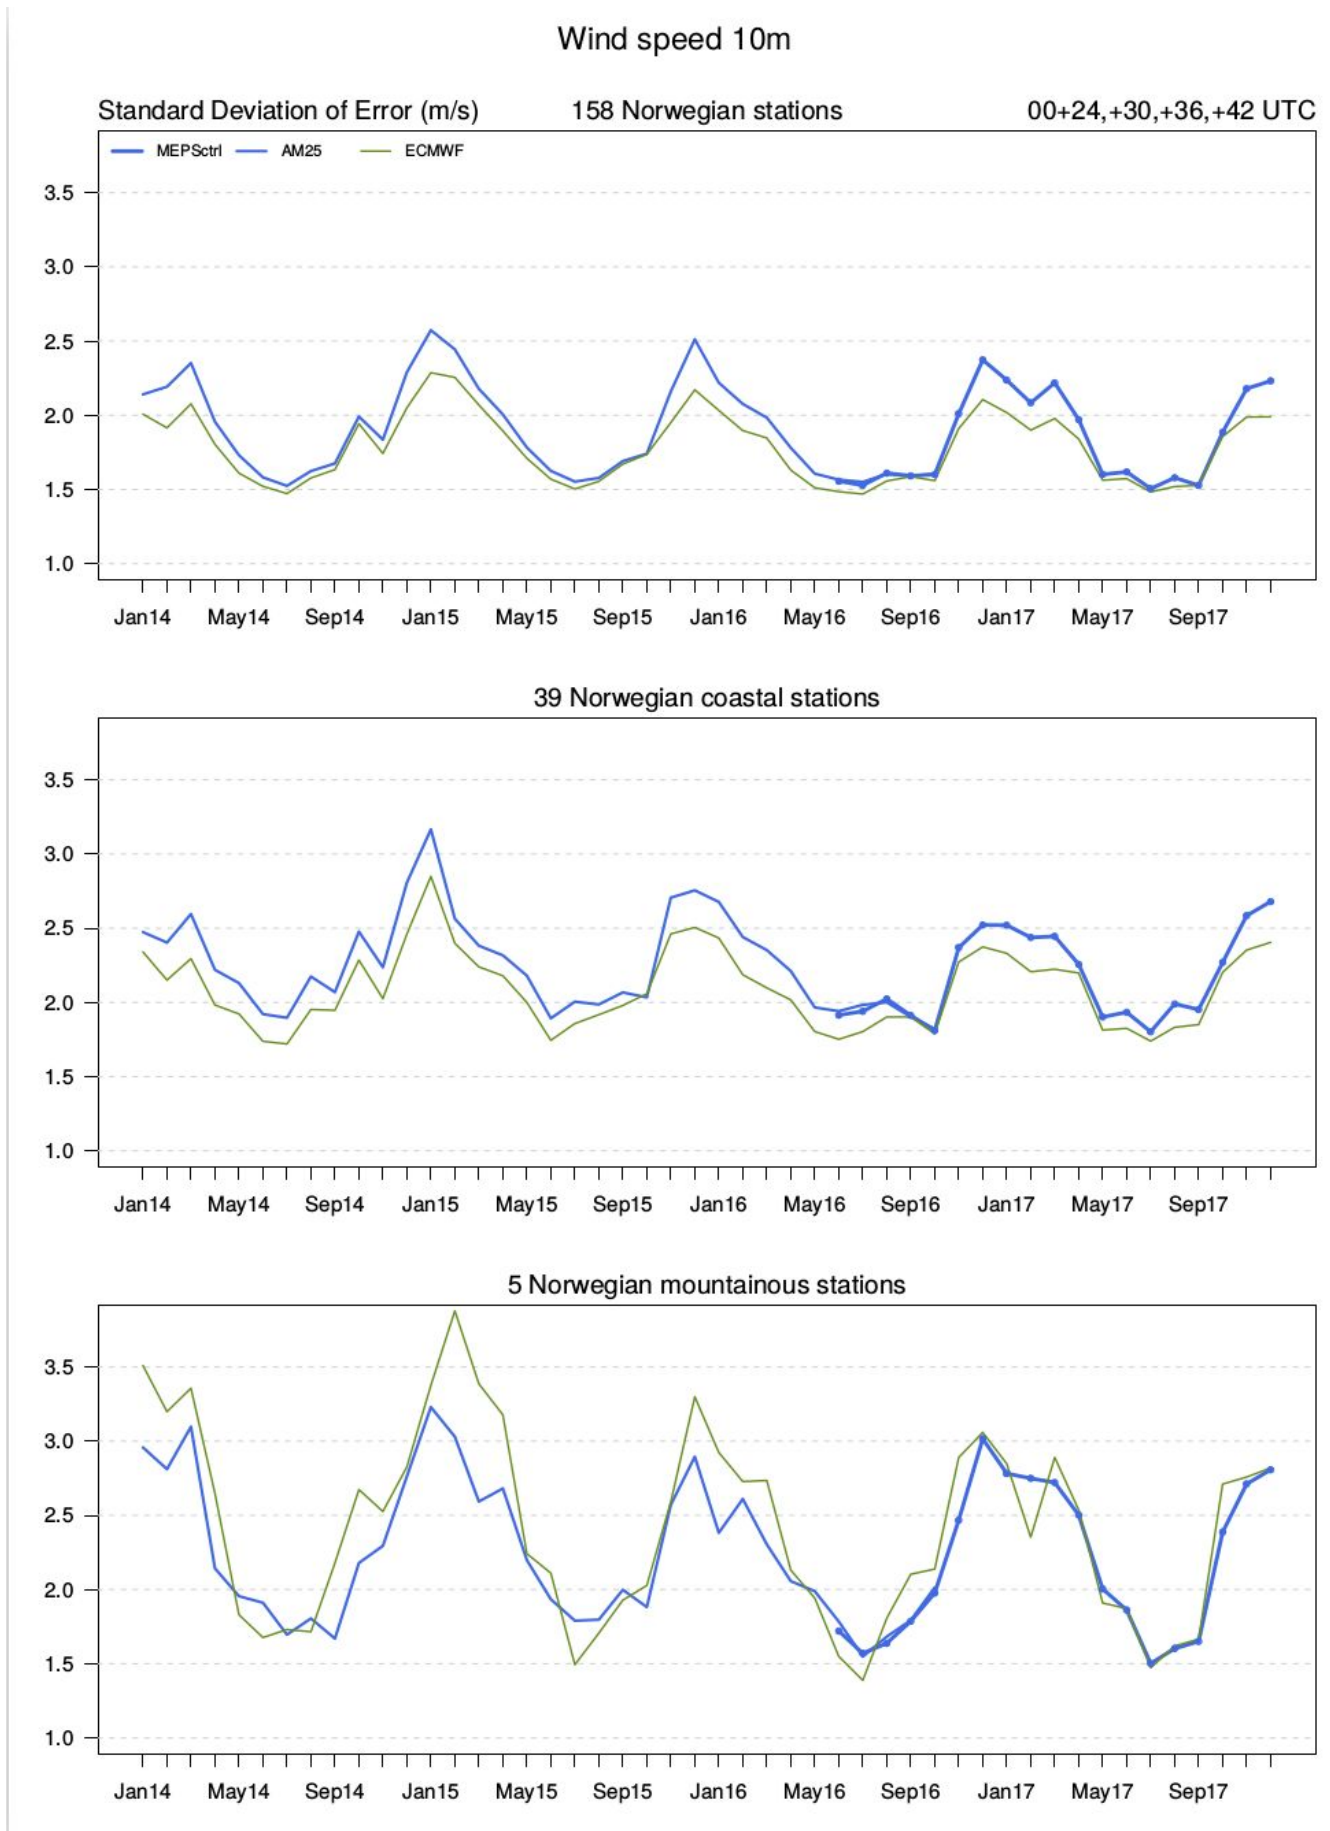 Wind speed 10m
Standard Deviation of Error (m/s) 158 Norwegian stations 00+24,+30,+36,+42 UTC
MEPSctrl AM25 ECMWF
3.5
3.0
2.5
2.0
1.5
1.0
Jan14 May14 Sep14 Jan15 May15 Sep15 Jan16 May16 Sep16 Jan17 May17 Sep17
39 Norwegian coastal stations
3.5
3.0
2.5
2.0
1.5
1.0
Jan14 May14 Sep14 Jan15 May15 Sep15 Jan16 May16 Sep16 Jan17 May17 Sep17
5 Norwegian mountainous stations
3.5
3.0
2.5
2.0
1.5
1.0
Jan14 May14 Sep14 Jan15 May15 Sep15 Jan16 May16 Sep16 Jan17 May17 Sep17